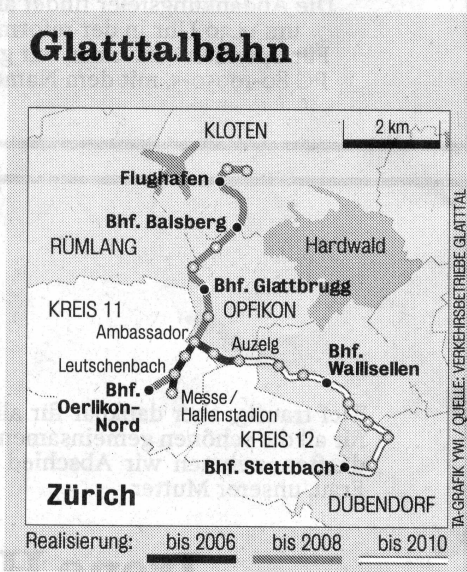 Glatttalbahn
KLOTEN
2 km
Flughafen
Bhf. Balsberg
RÜMLANG
Hardwald
Bhf. Glattbrugg
KREIS 11
OPFIKON
Ambassador
Auzelg
Leutschenbach
Bhf.
Wallisellen
Bhf.
Oerlikon-
Nord
Messe/
Hallenstadion
KREIS 12
Bhf. Stettbach
Zürich
DÜBENDORF
Realisierung:
bis 2006
bis 2008
bis 2010
TA-GRAFIK YWI / QUELLE: VERKEHRSBETRIEBE GLATTTAL